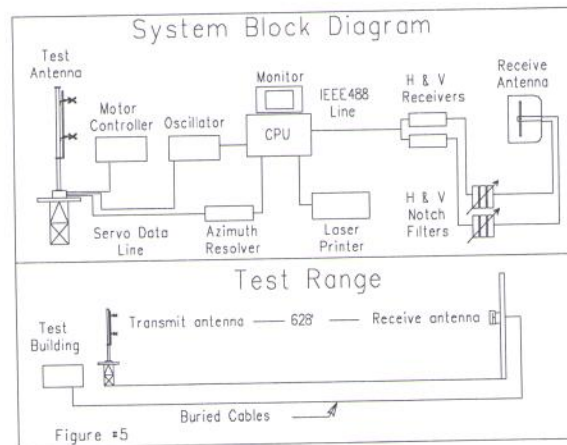 System Block Diagram
Test
Antenna
Motor
Controller
Oscillator
Monitor
CPU
IEEE488
Line
H & V
Receivers
Receive
Antenna
Servo Data
Line
Azimuth
Resolver
Laser
Printer
H & V
Notch
Filters
Test Range
Test
Building
Transmit antenna
628'
Receive antenna
Buried Cables
Figure #5